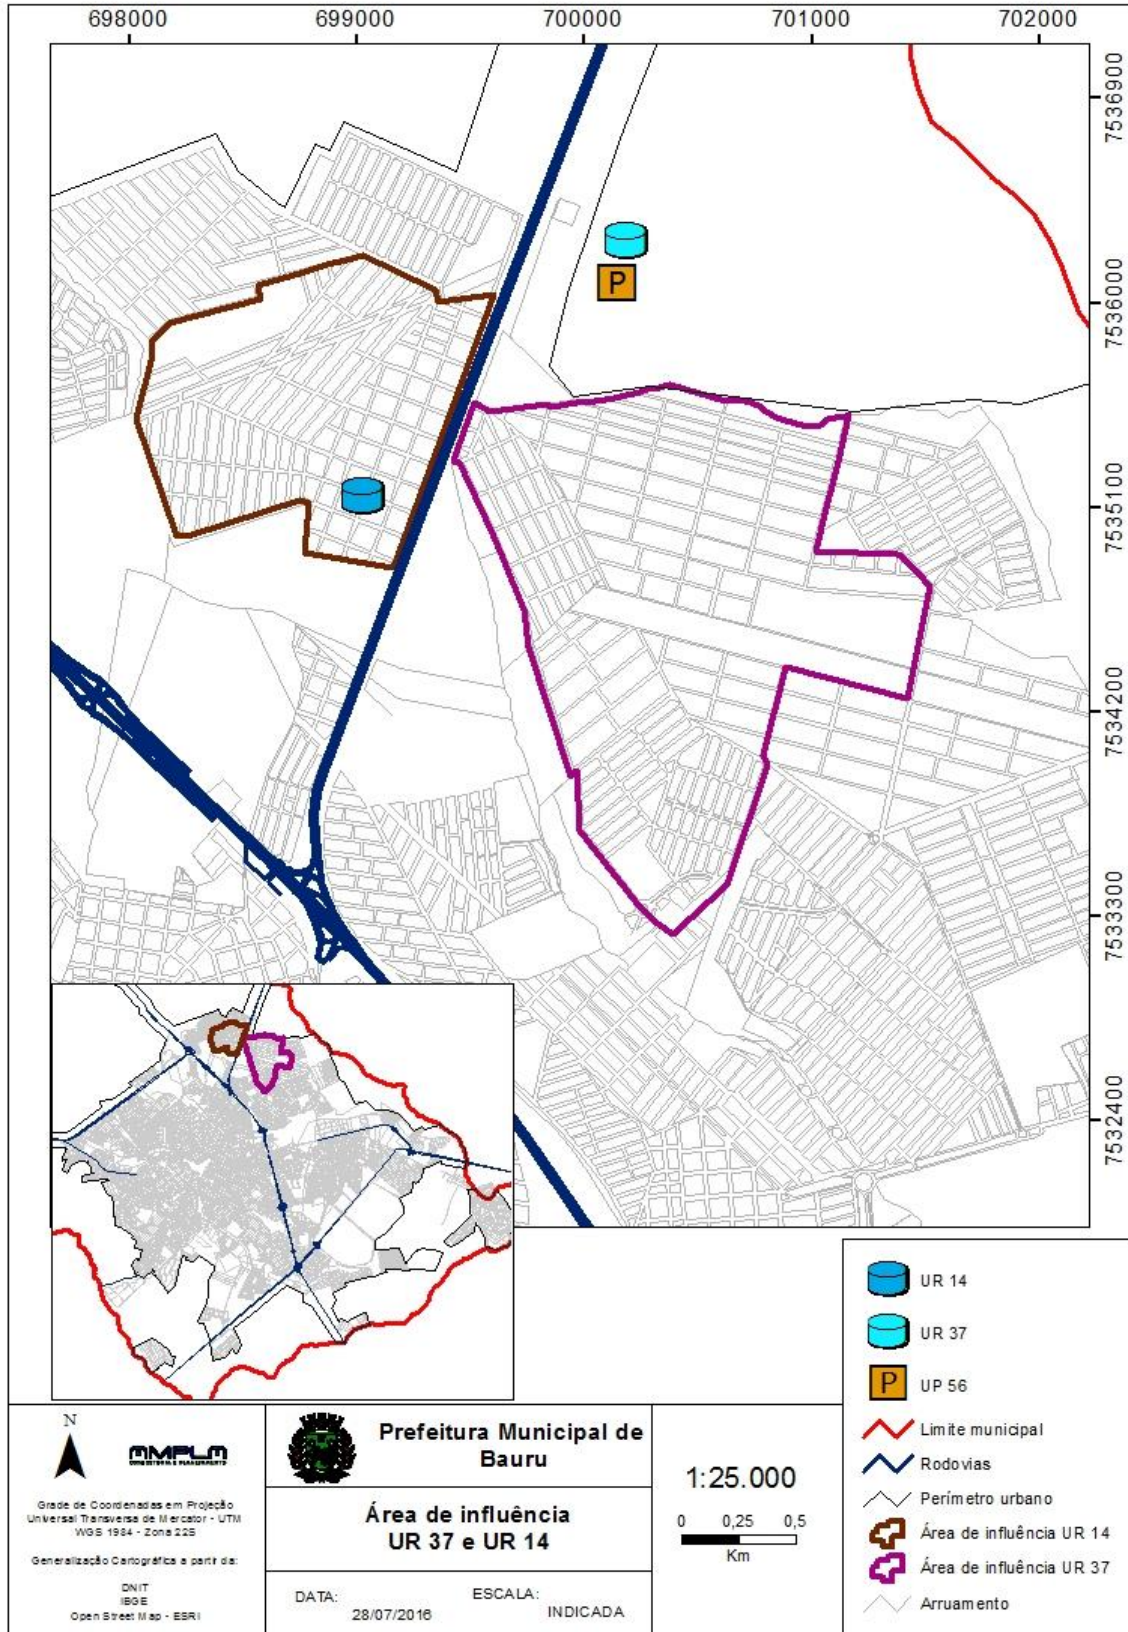 698000 699000 700000 701000 702000
7536900
7536000
7535100
7534200
7533300
7532400
P
UR 14
UR 37
P UP 56
Limite municipal
Rodovias
Perímetro urbano
Área de influência UR 14
Área de influência UR 37
Arruamento
N
MMPLM
CONSULTORIA E PLANEJAMENTO
Grade de Coordenadas em Projeção
Universal Transversa de Mercator - UTM
WGS 1984 - Zona 22S
Generalização Cartográfica a partir da:
DNIT
IBGE
Open Street Map - ESRI
Prefeitura Municipal de
Bauru
Área de influência
UR 37 e UR 14
DATA:
28/07/2016
ESCALA:
INDICADA
1:25.000
0 0,25 0,5
Km